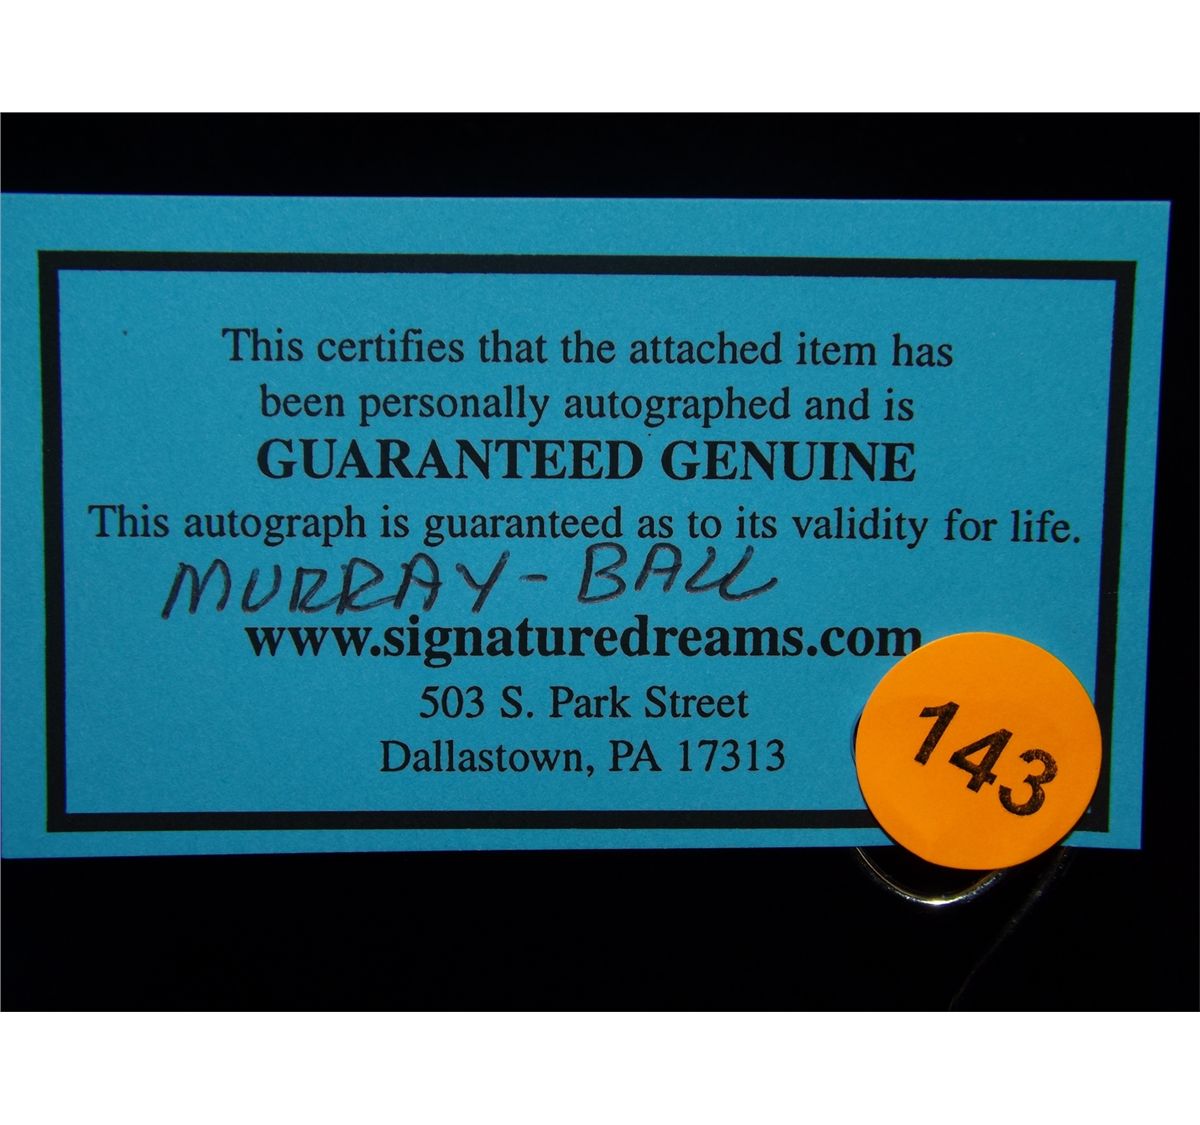 This certifies that the attached item has
been personally autographed and is
GUARANTEED GENUINE
This autograph is guaranteed as to its validity for life.
MURRAY - BALL
www.signaturedreams.com
503 S. Park Street
Dallastown, PA 17313
143